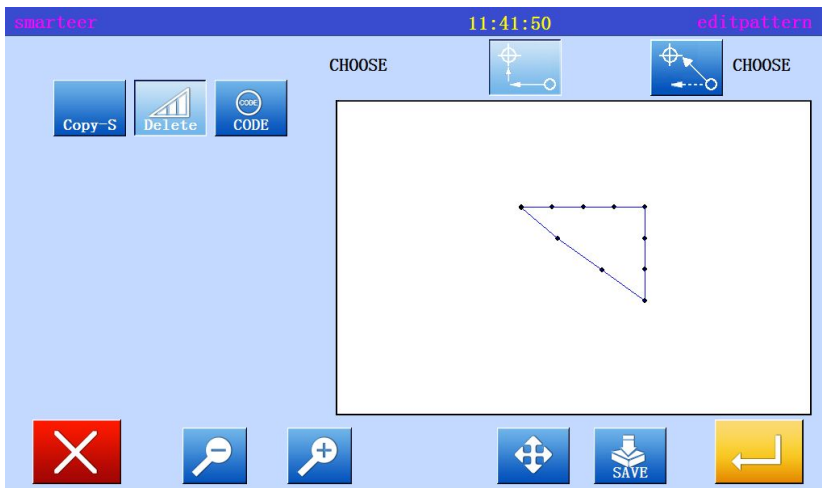 smarteer 11:41:50 editpattern
CHOOSE CHOOSE
Copy-S Delete CODE CODE
SAVE